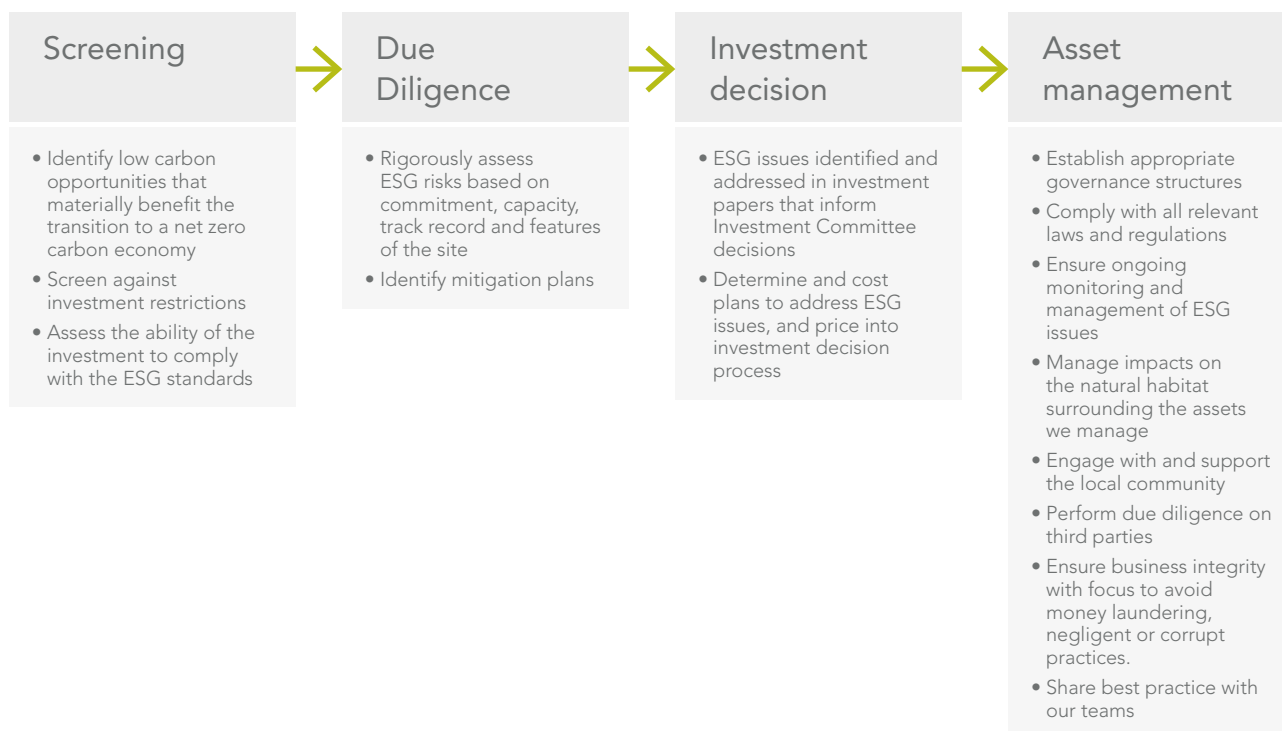 Screening
• Identify low carbon
opportunities that
materially benefit the
transition to a net zero
carbon economy
• Screen against
investment restrictions
• Assess the ability of the
investment to comply
with the ESG standards
Due
Diligence
• Rigorously assess
ESG risks based on
commitment, capacity,
track record and features
of the site
• Identify mitigation plans
Investment
decision
• ESG issues identified and
addressed in investment
papers that inform
Investment Committee
decisions
• Determine and cost
plans to address ESG
issues, and price into
investment decision
process
Asset
management
• Establish appropriate
governance structures
• Comply with all relevant
laws and regulations
• Ensure ongoing
monitoring and
management of ESG
issues
• Manage impacts on
the natural habitat
surrounding the assets
we manage
• Engage with and support
the local community
• Perform due diligence on
third parties
• Ensure business integrity
with focus to avoid
money laundering,
negligent or corrupt
practices.
• Share best practice with
our teams